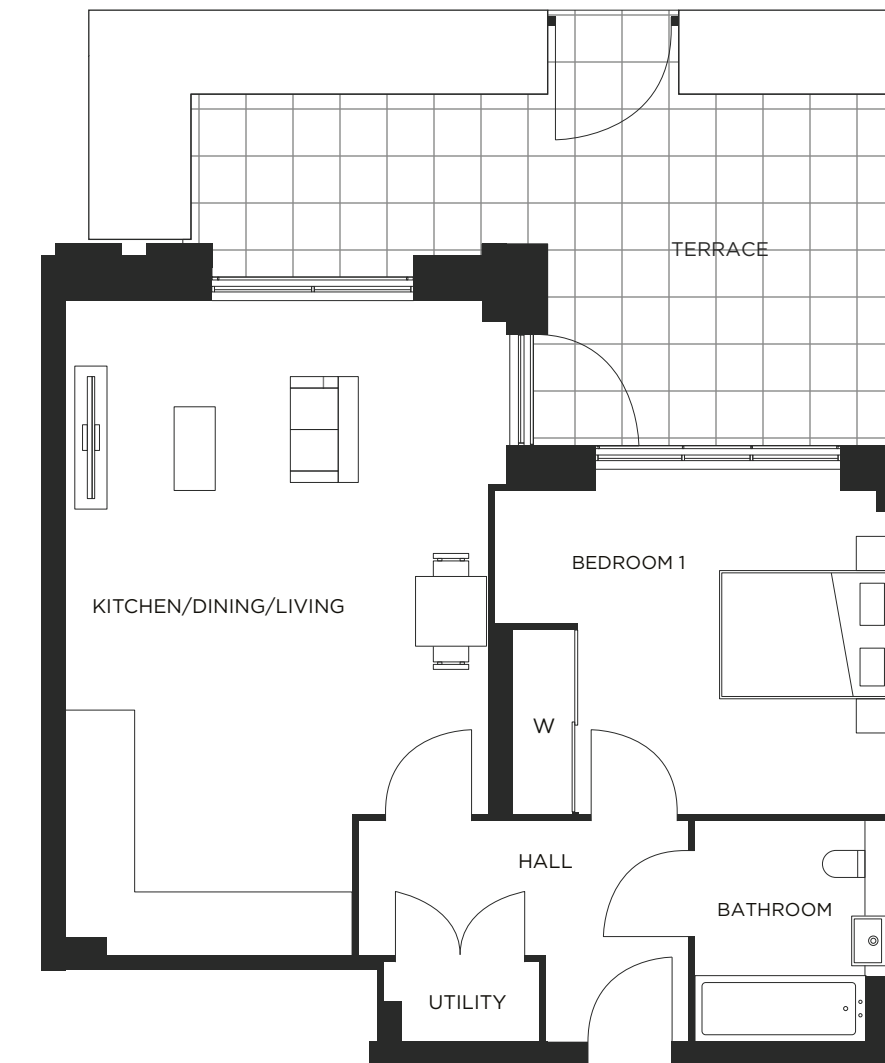 TERRACE
BEDROOM 1
KITCHEN/DINING/LIVING
W
HALL
BATHROOM
UTILITY